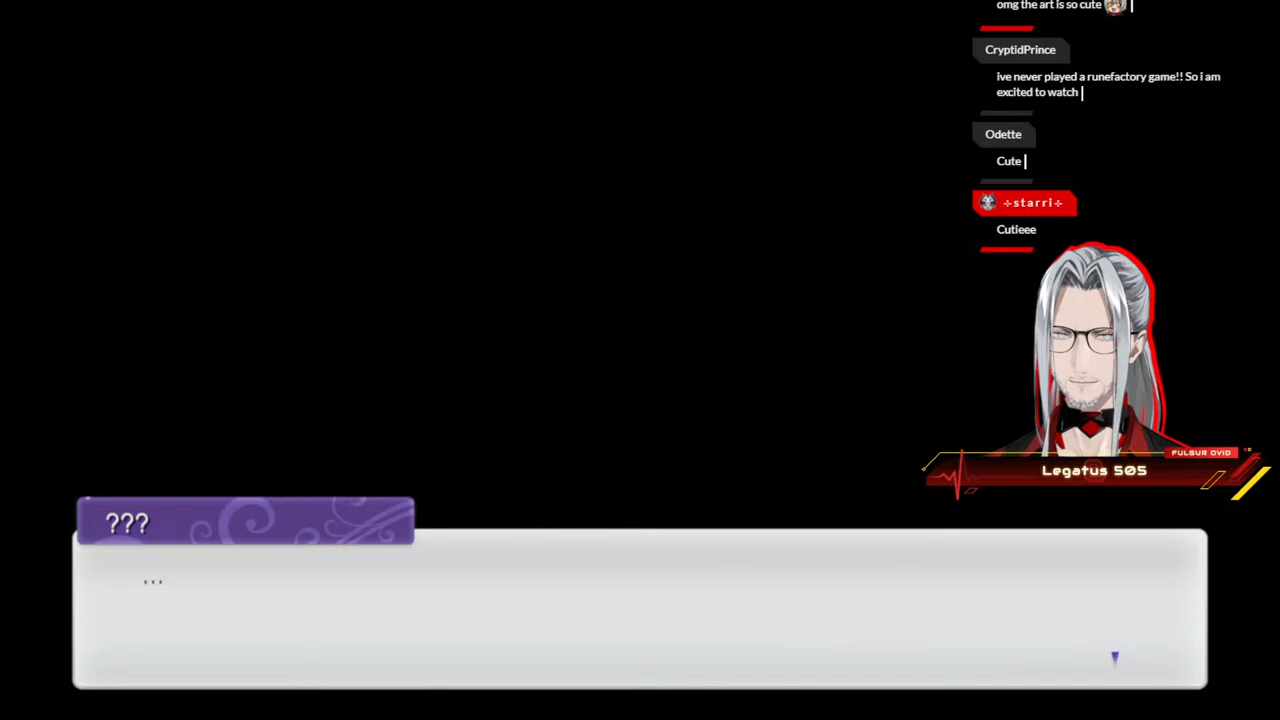 omg the art is so cute
CryptidPrince
ive never played a runefactory game!! So i am
excited to watch
Odette
Cute
⊹starri⊹
Cutieee
FULGUR OVID
Legatus 505
???
...